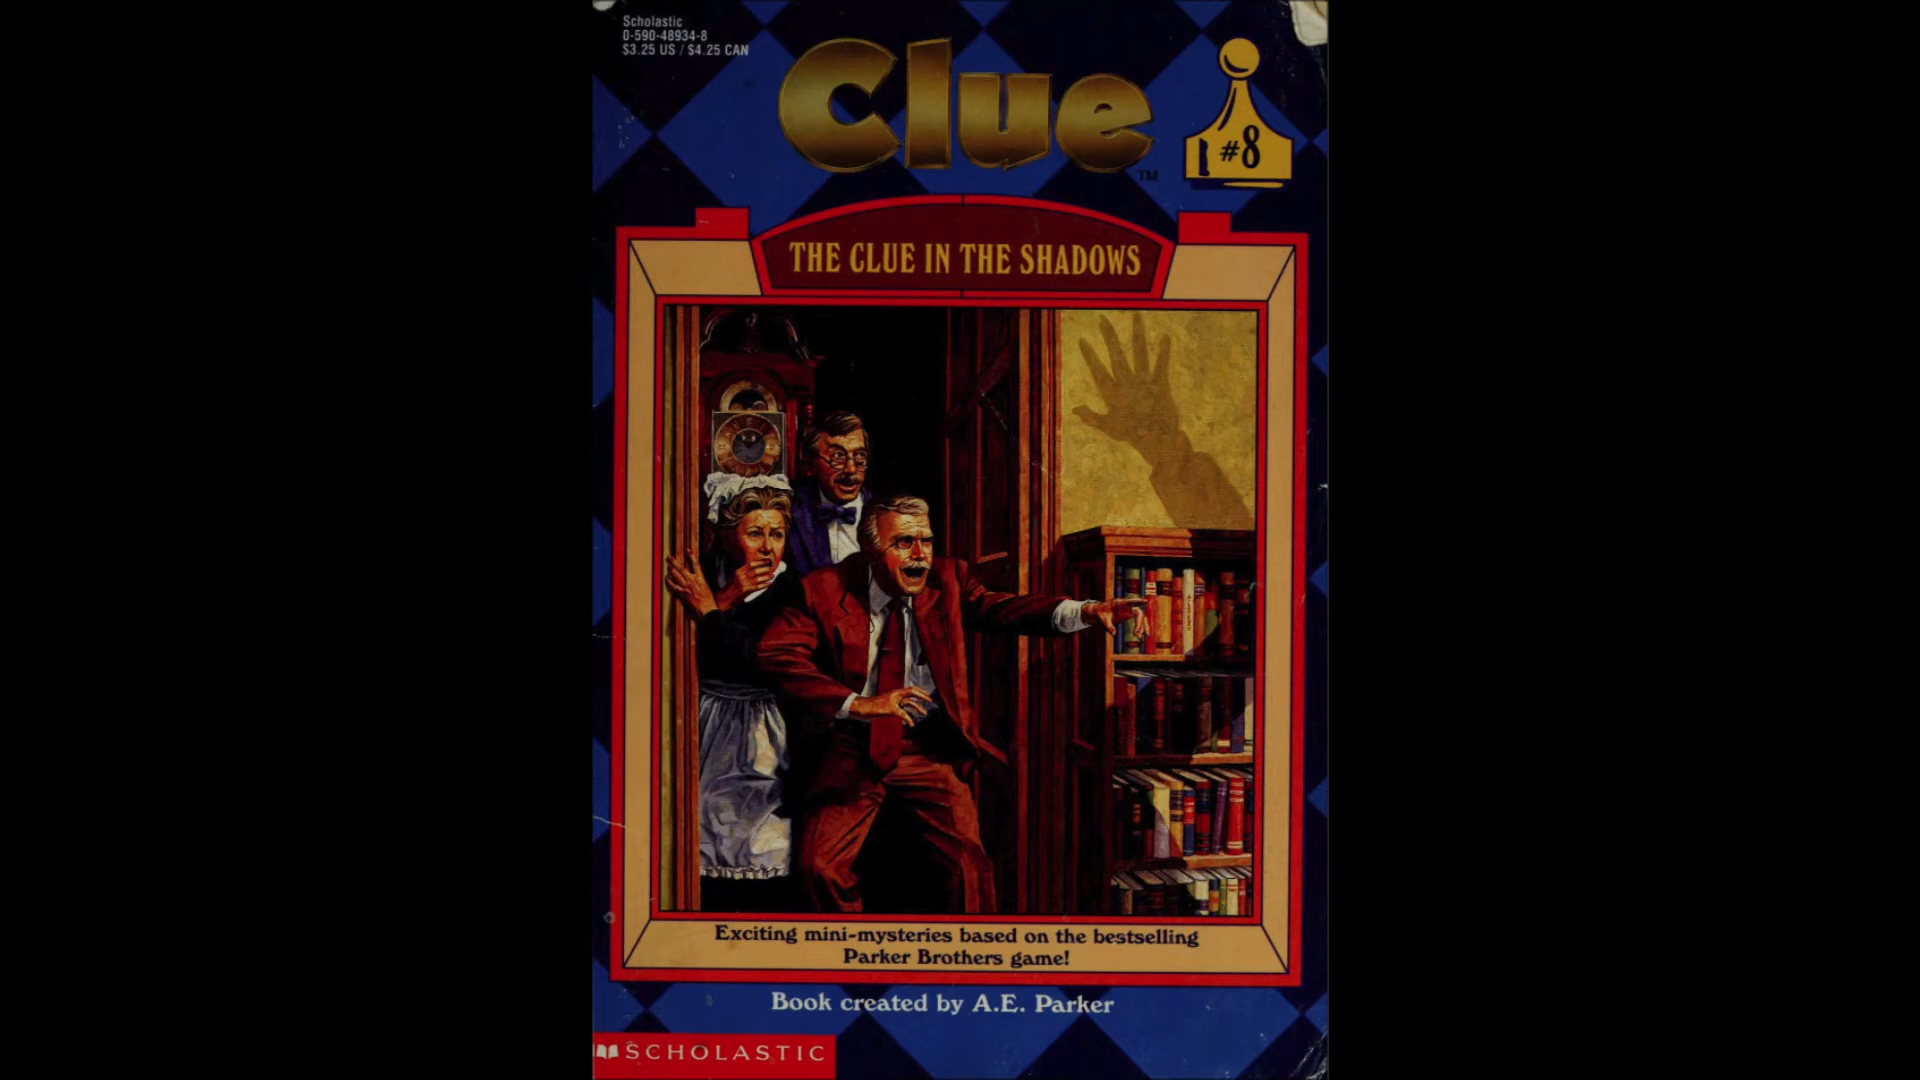 Scholastic
0-590-48934-8
$3.25 US / $4.25 CAN
Clue
TM
#8
THE CLUE IN THE SHADOWS
Exciting mini-mysteries based on the bestselling
Parker Brothers game!
Book created by A.E. Parker
SCHOLASTIC